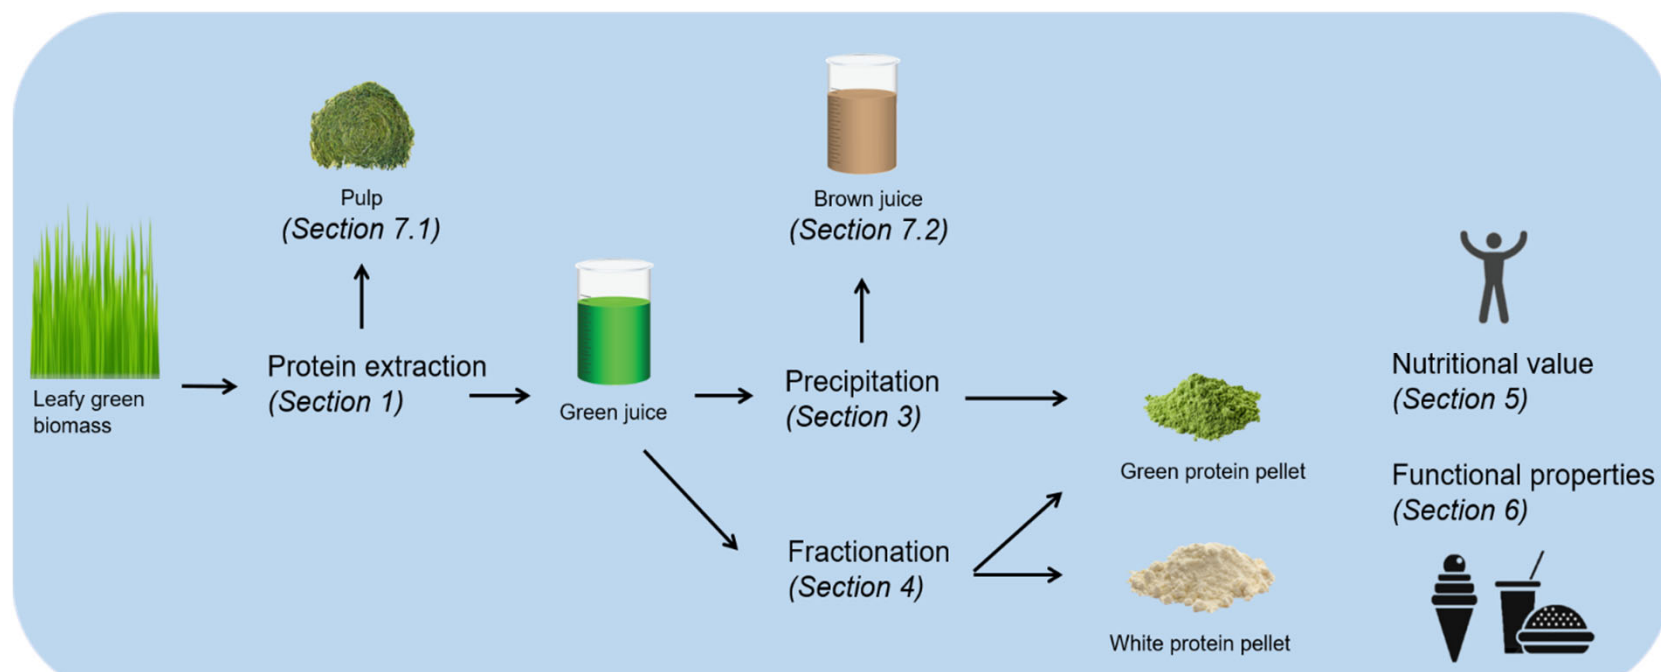 Leafy green
biomass
Pulp
(Section 7.1)
Protein extraction
(Section 1)
Green juice
Brown juice
(Section 7.2)
Precipitation
(Section 3)
Fractionation
(Section 4)
Green protein pellet
White protein pellet
Nutritional value
(Section 5)
Functional properties
(Section 6)